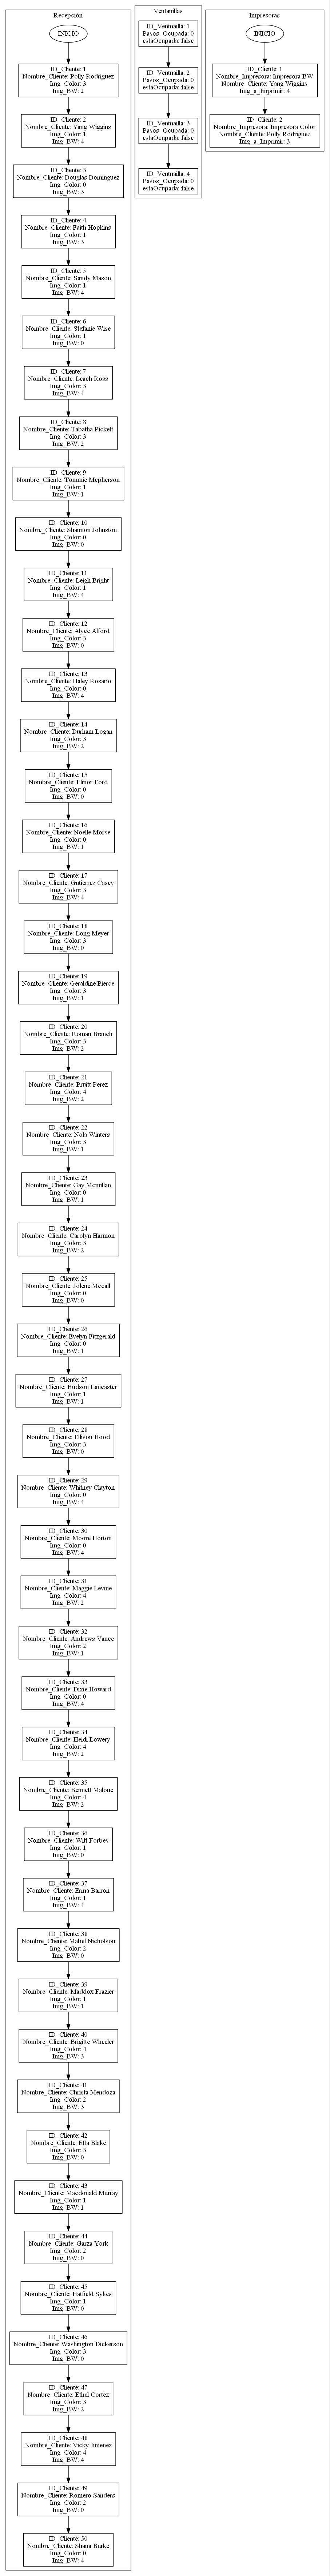 Recepción
INICIO
ID_Cliente: 1
Nombre_Cliente: Polly Rodriguez
Img_Color: 3
Img_BW: 2
ID_Cliente: 2
Nombre_Cliente: Yang Wiggins
Img_Color: 1
Img_BW: 4
ID_Cliente: 3
Nombre_Cliente: Douglas Dominguez
Img_Color: 0
Img_BW: 3
ID_Cliente: 4
Nombre_Cliente: Faith Hopkins
Img_Color: 1
Img_BW: 3
ID_Cliente: 5
Nombre_Cliente: Sandy Mason
Img_Color: 1
Img_BW: 4
ID_Cliente: 6
Nombre_Cliente: Stefanie Wise
Img_Color: 1
Img_BW: 0
ID_Cliente: 7
Nombre_Cliente: Leach Ross
Img_Color: 3
Img_BW: 4
ID_Cliente: 8
Nombre_Cliente: Tabatha Pickett
Img_Color: 3
Img_BW: 2
ID_Cliente: 9
Nombre_Cliente: Tommie Mcpherson
Img_Color: 1
Img_BW: 1
ID_Cliente: 10
Nombre_Cliente: Shannon Johnston
Img_Color: 0
Img_BW: 0
ID_Cliente: 11
Nombre_Cliente: Leigh Bright
Img_Color: 1
Img_BW: 4
ID_Cliente: 12
Nombre_Cliente: Alyce Alford
Img_Color: 3
Img_BW: 0
ID_Cliente: 13
Nombre_Cliente: Haley Rosario
Img_Color: 0
Img_BW: 4
ID_Cliente: 14
Nombre_Cliente: Durham Logan
Img_Color: 3
Img_BW: 2
ID_Cliente: 15
Nombre_Cliente: Elinor Ford
Img_Color: 0
Img_BW: 0
ID_Cliente: 16
Nombre_Cliente: Noelle Morse
Img_Color: 0
Img_BW: 1
ID_Cliente: 17
Nombre_Cliente: Gutierrez Casey
Img_Color: 3
Img_BW: 4
ID_Cliente: 18
Nombre_Cliente: Long Meyer
Img_Color: 3
Img_BW: 0
ID_Cliente: 19
Nombre_Cliente: Geraldine Pierce
Img_Color: 3
Img_BW: 1
ID_Cliente: 20
Nombre_Cliente: Roman Branch
Img_Color: 3
Img_BW: 2
ID_Cliente: 21
Nombre_Cliente: Pruitt Perez
Img_Color: 4
Img_BW: 2
ID_Cliente: 22
Nombre_Cliente: Nola Winters
Img_Color: 3
Img_BW: 1
ID_Cliente: 23
Nombre_Cliente: Gay Mcmillan
Img_Color: 0
Img_BW: 1
ID_Cliente: 24
Nombre_Cliente: Carolyn Harmon
Img_Color: 3
Img_BW: 2
ID_Cliente: 25
Nombre_Cliente: Jolene Mccall
Img_Color: 0
Img_BW: 0
ID_Cliente: 26
Nombre_Cliente: Evelyn Fitzgerald
Img_Color: 0
Img_BW: 1
ID_Cliente: 27
Nombre_Cliente: Hudson Lancaster
Img_Color: 1
Img_BW: 1
ID_Cliente: 28
Nombre_Cliente: Ellison Hood
Img_Color: 3
Img_BW: 0
ID_Cliente: 29
Nombre_Cliente: Whitney Clayton
Img_Color: 0
Img_BW: 4
ID_Cliente: 30
Nombre_Cliente: Moore Horton
Img_Color: 0
Img_BW: 4
ID_Cliente: 31
Nombre_Cliente: Maggie Levine
Img_Color: 4
Img_BW: 2
ID_Cliente: 32
Nombre_Cliente: Andrews Vance
Img_Color: 2
Img_BW: 1
ID_Cliente: 33
Nombre_Cliente: Dixie Howard
Img_Color: 0
Img_BW: 4
ID_Cliente: 34
Nombre_Cliente: Heidi Lowery
Img_Color: 4
Img_BW: 2
ID_Cliente: 35
Nombre_Cliente: Bennett Malone
Img_Color: 4
Img_BW: 2
ID_Cliente: 36
Nombre_Cliente: Witt Forbes
Img_Color: 1
Img_BW: 0
ID_Cliente: 37
Nombre_Cliente: Erma Barron
Img_Color: 1
Img_BW: 4
ID_Cliente: 38
Nombre_Cliente: Mabel Nicholson
Img_Color: 2
Img_BW: 0
ID_Cliente: 39
Nombre_Cliente: Maddox Frazier
Img_Color: 1
Img_BW: 1
ID_Cliente: 40
Nombre_Cliente: Brigitte Wheeler
Img_Color: 4
Img_BW: 3
ID_Cliente: 41
Nombre_Cliente: Christa Mendoza
Img_Color: 2
Img_BW: 3
ID_Cliente: 42
Nombre_Cliente: Etta Blake
Img_Color: 3
Img_BW: 0
ID_Cliente: 43
Nombre_Cliente: Macdonald Murray
Img_Color: 1
Img_BW: 1
ID_Cliente: 44
Nombre_Cliente: Garza York
Img_Color: 2
Img_BW: 0
ID_Cliente: 45
Nombre_Cliente: Hatfield Sykes
Img_Color: 1
Img_BW: 0
ID_Cliente: 46
Nombre_Cliente: Washington Dickerson
Img_Color: 3
Img_BW: 0
ID_Cliente: 47
Nombre_Cliente: Ethel Cortez
Img_Color: 3
Img_BW: 2
ID_Cliente: 48
Nombre_Cliente: Vicky Jimenez
Img_Color: 4
Img_BW: 4
ID_Cliente: 49
Nombre_Cliente: Romero Sanders
Img_Color: 2
Img_BW: 0
ID_Cliente: 50
Nombre_Cliente: Shana Burke
Img_Color: 0
Img_BW: 4
Ventanillas
ID_Ventanilla: 1
Pasos_Ocupada: 0
estaOcupada: false
ID_Ventanilla: 2
Pasos_Ocupada: 0
estaOcupada: false
ID_Ventanilla: 3
Pasos_Ocupada: 0
estaOcupada: false
ID_Ventanilla: 4
Pasos_Ocupada: 0
estaOcupada: false
Impresoras
INICIO
ID_Cliente: 1
Nombre_Impresora: Impresora BW
Nombre_Cliente: Yang Wiggins
Img_a_Imprimir: 4
ID_Cliente: 2
Nombre_Impresora: Impresora Color
Nombre_Cliente: Polly Rodriguez
Img_a_Imprimir: 3